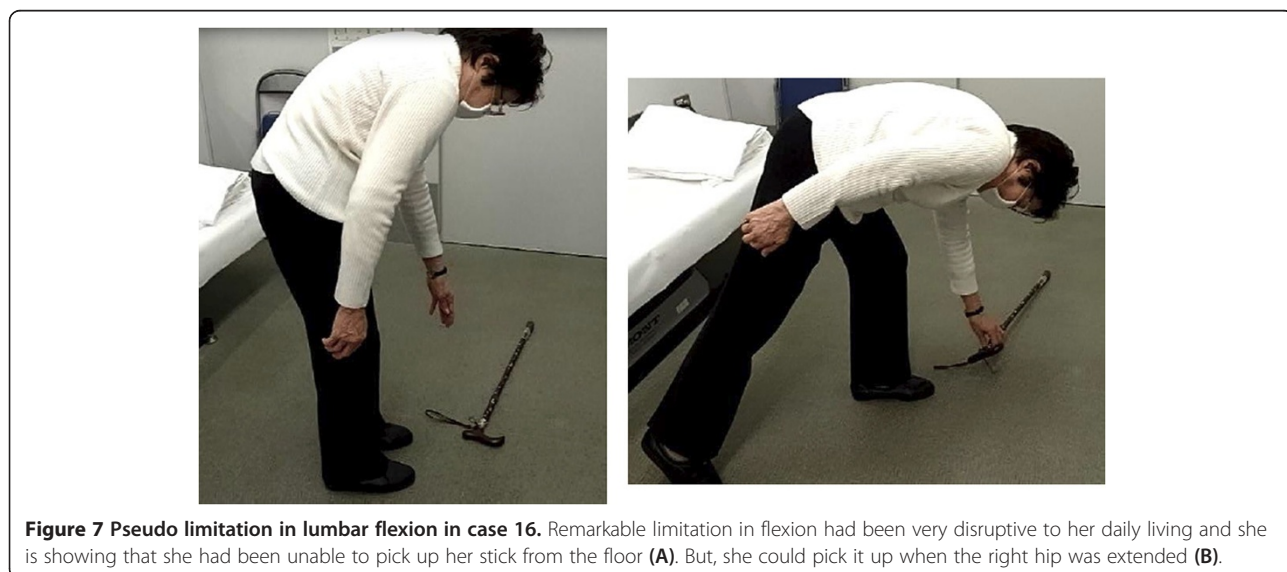 Figure 7 Pseudo limitation in lumbar flexion in case 16. Remarkable limitation in flexion had been very disruptive to her daily living and she
is showing that she had been unable to pick up her stick from the floor (A). But, she could pick it up when the right hip was extended (B).